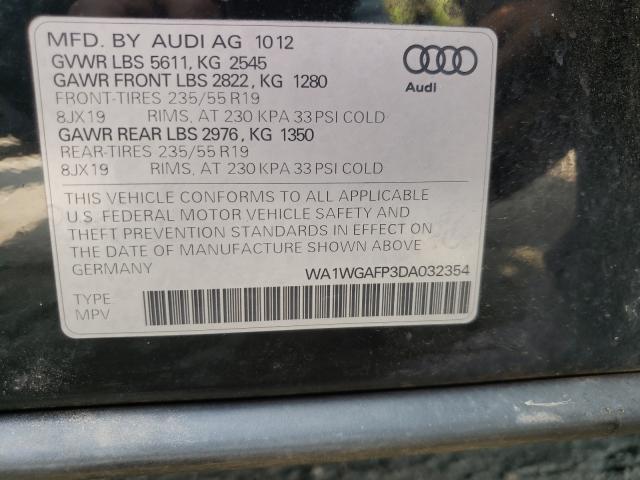 MFD. BY AUDI AG 10 12
GVWR LBS 5611, KG 2545
GAWR FRONT LBS 2822, KG 1280
FRONT-TIRES 235/55 R19
8JX19 RIMS, AT 230 KPA 33 PSI COLD
GAWR REAR LBS 2976, KG 1350
REAR-TIRES 235/55 R19
8JX19 RIMS, AT 230 KPA 33 PSI COLD
Audi
THIS VEHICLE CONFORMS TO ALL APPLICABLE
U.S. FEDERAL MOTOR VEHICLE SAFETY AND
THEFT PREVENTION STANDARDS IN EFFECT ON
THE DATE OF MANUFACTURE SHOWN ABOVE
GERMANY WA1WGAFP3DA032354
TYPE
MPV